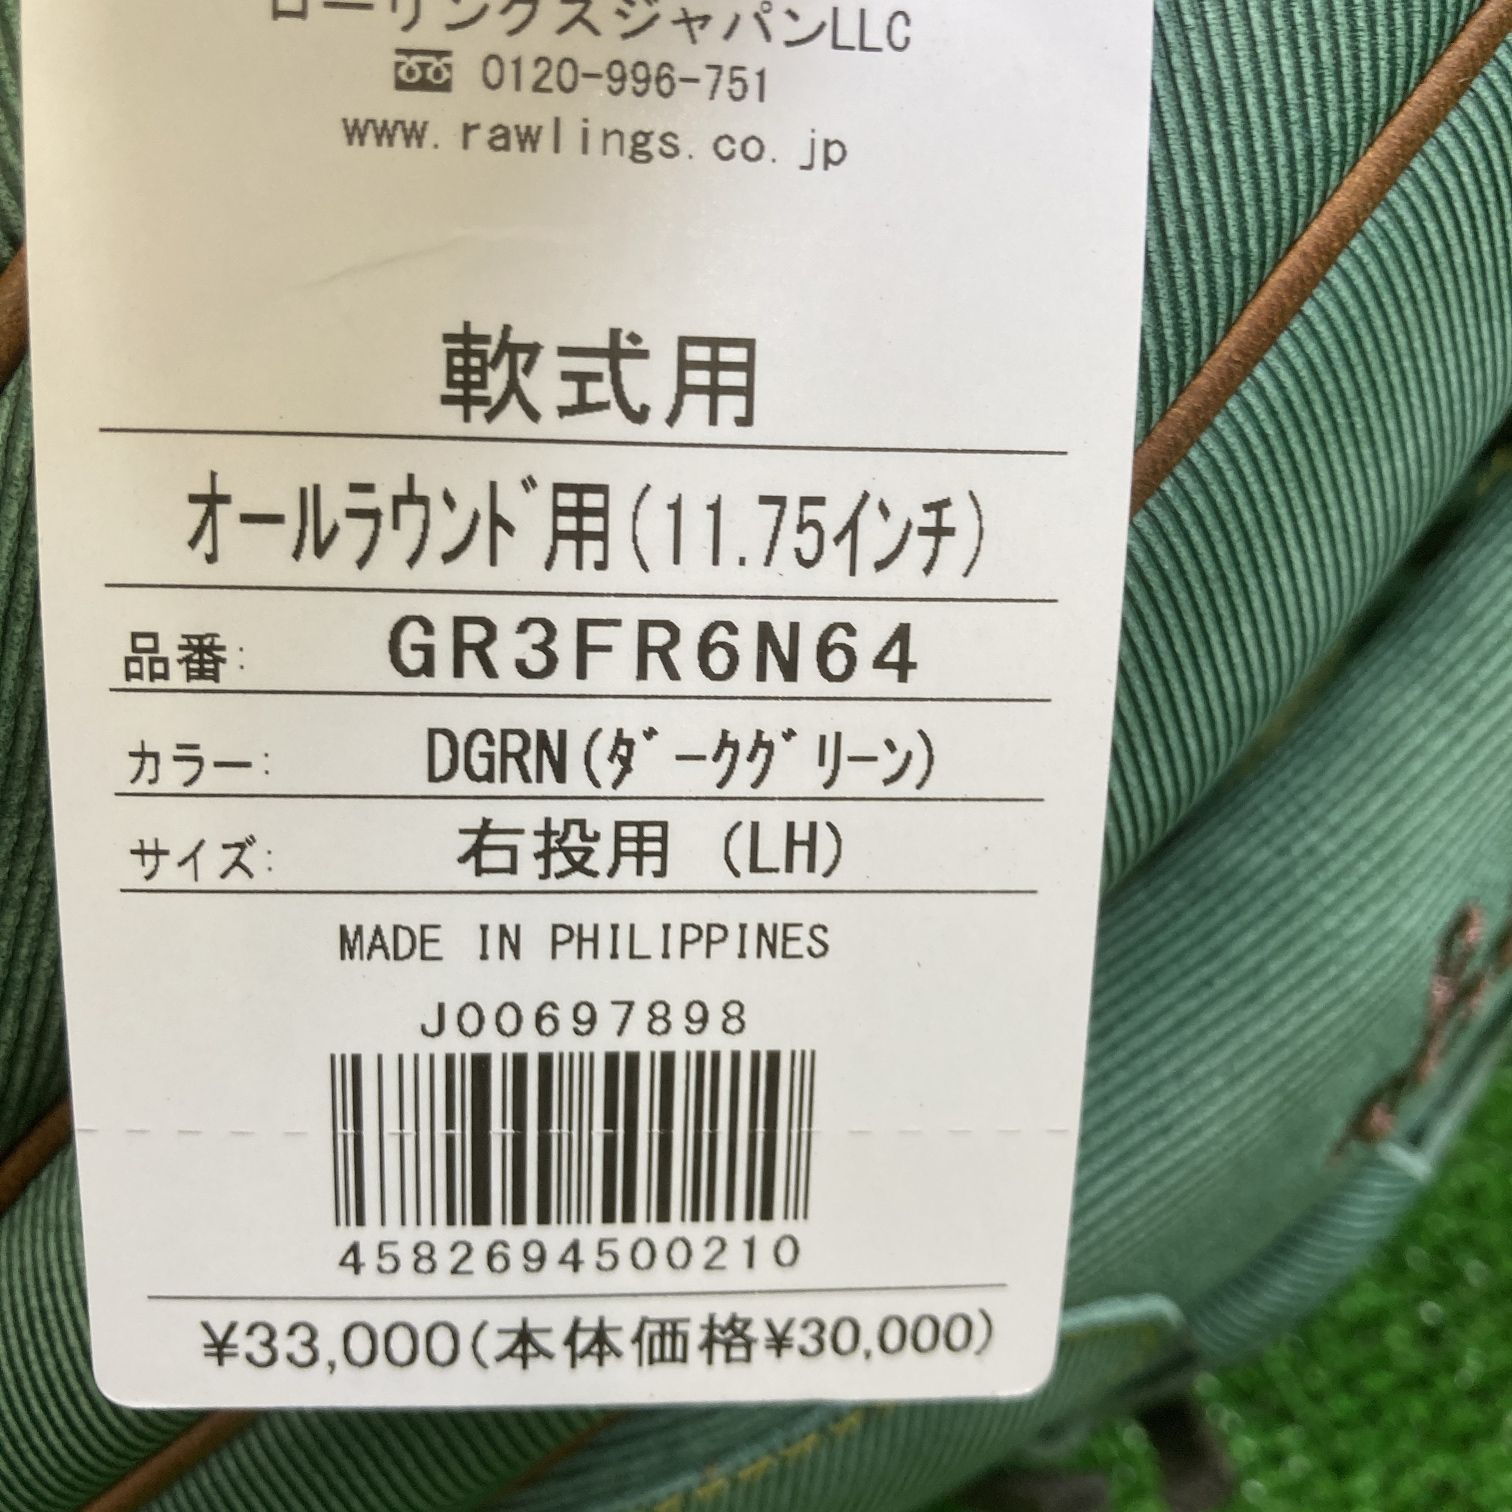 ローリングスジャパンLLC
0120-996-751
www.rawlings.co.jp
軟式用
オールラウンド用(11.75インチ)
品番: GR3FR6N64
カラー: DGRN(ダークグリーン)
サイズ: 右投用 (LH)
MADE IN PHILIPPINES
J00697898
4582694500210
¥33,000(本体価格¥30,000)